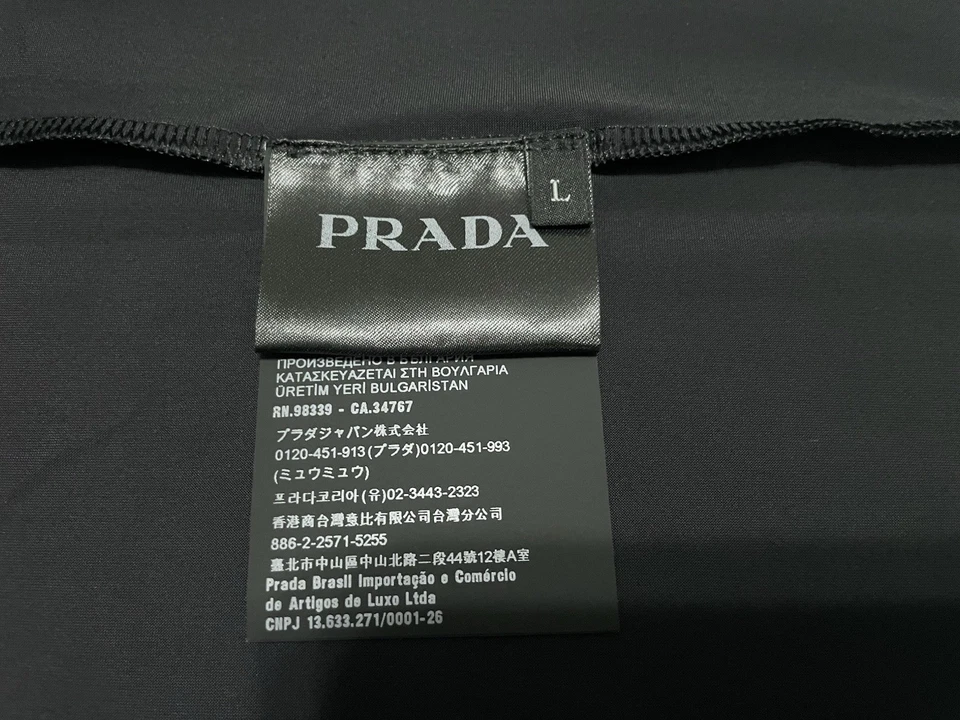 L
PRADA
ПРОИЗВЕДЕНО В БЪЛГАРИЯ
ΚΑΤΑΣΚΕΥΑΖΕΤΑΙ ΣΤΗ ΒΟΥΛΓΑΡΙΑ
ÜRETİM YERİ BULGARİSTAN
RN.98339 - CA.34767
プラダジャパン株式会社
0120-451-913(プラダ)0120-451-993
(ミュウミュウ)
프라다코리아(유)02-3443-2323
香港商台灣意比有限公司台灣分公司
886-2-2571-5255
臺北市中山區中山北路二段44號12樓A室
Prada Brasil Importação e Comércio
de Artigos de Luxo Ltda
CNPJ 13.633.271/0001-26